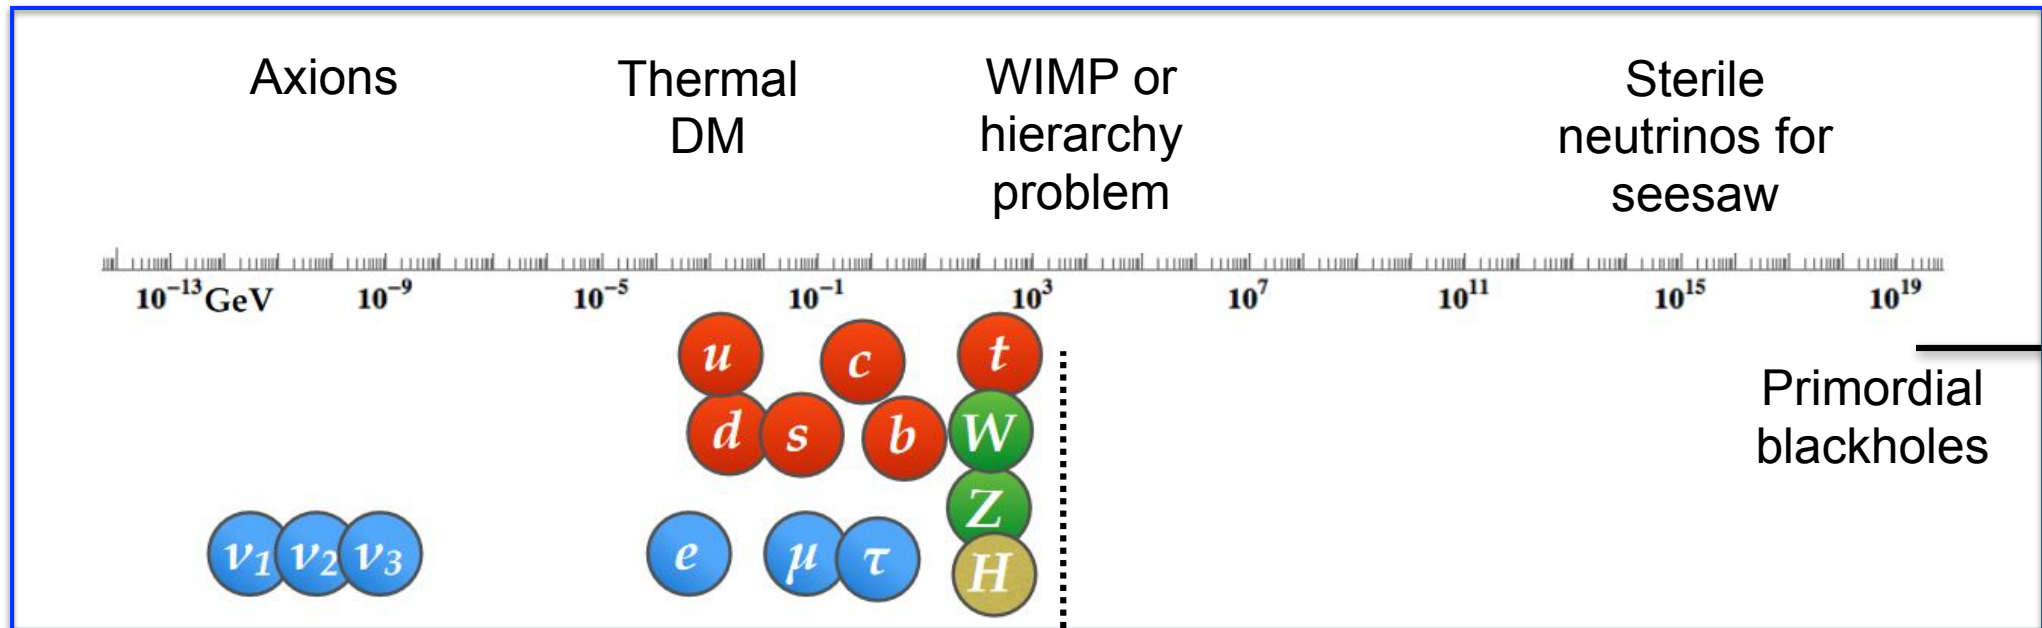 Axions
Thermal
DM
WIMP or
hierarchy
problem
Sterile
neutrinos for
seesaw
10⁻¹³GeV 10⁻⁹ 10⁻⁵ 10⁻¹ 10³ 10⁷ 10¹¹ 10¹⁵ 10¹⁹
u c t
d s b W
Z
ν₁ ν₂ ν₃ e μ τ H
Primordial
blackholes